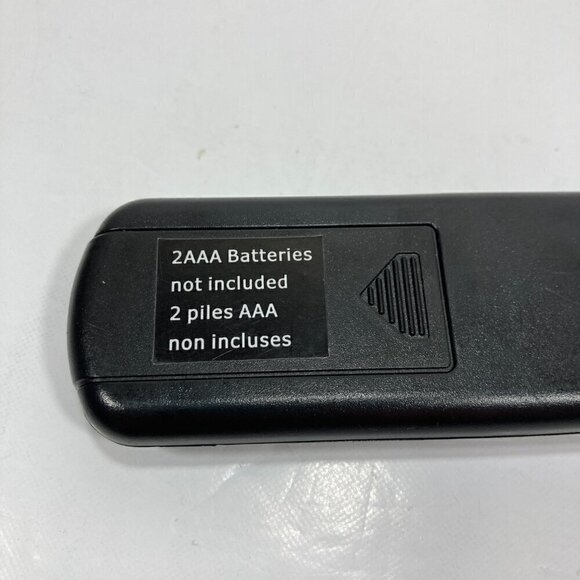 2AAA Batteries
not included
2 piles AAA
non incluses